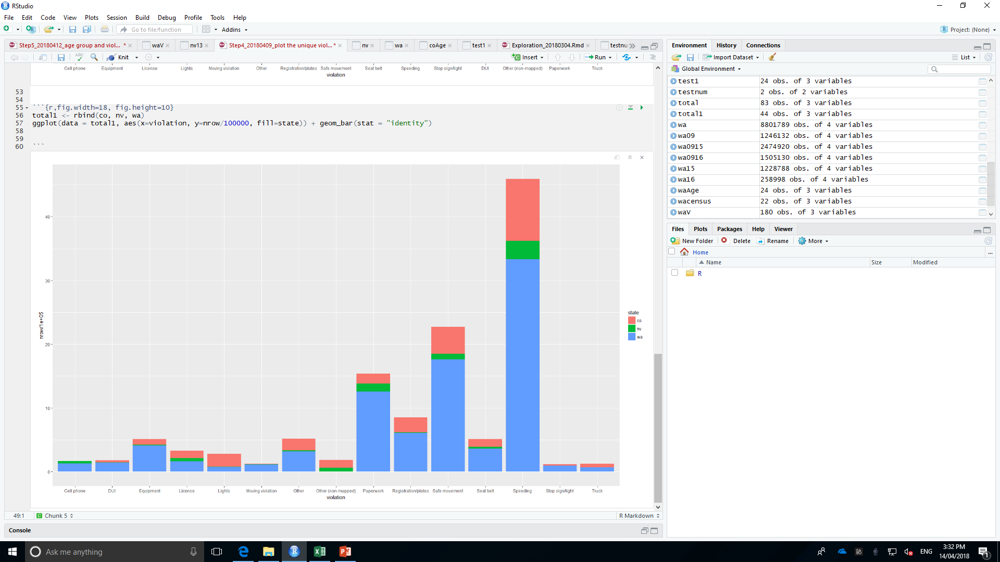 RStudio
File Edit Code View Plots Session Build Debug Profile Tools Help
Go to file/function Addins Project: (None)
Step5_20180412_age group and viol... * waV nv13 Step4_20180409_plot the unique viol... * nv wa coAge test1 Exploration_20180304.Rmd testnu
ABC Knit Insert Run
Cell phone Equipment License Lights Moving violation Other Registration/plates Safe movement Seat belt Speeding Stop sign/light DUI Other (non-mapped) Paperwork Truck
violation
53
54
55 ```{r,fig.width=18, fig.height=10}
56 total1 <- rbind(co, nv, wa)
57 ggplot(data = total1, aes(x=violation, y=nrow/100000, fill=state)) + geom_bar(stat = "identity")
58
59
60 ```
40
30
20
10
0
nrow/1e+05
state
co
nv
wa
Cell phone DUI Equipment License Lights Moving violation Other Other (non-mapped) Paperwork Registration/plates Safe movement Seat belt Speeding Stop sign/light Truck
violation
49:1 C Chunk 5 R Markdown
Console
Environment History Connections
Import Dataset List
Global Environment
test1 24 obs. of 3 variables
testnum 2 obs. of 2 variables
total 83 obs. of 3 variables
total1 44 obs. of 3 variables
wa 8801789 obs. of 4 variables
wa09 1246132 obs. of 4 variables
wa0915 2474920 obs. of 4 variables
wa0916 1505130 obs. of 4 variables
wa15 1228788 obs. of 4 variables
wa16 258998 obs. of 4 variables
waAge 24 obs. of 3 variables
wacensus 22 obs. of 3 variables
waV 180 obs. of 3 variables
Files Plots Packages Help Viewer
New Folder Delete Rename More
Home ...
Name Size Modified
R
Ask me anything
ENG
3:32 PM
14/04/2018
1